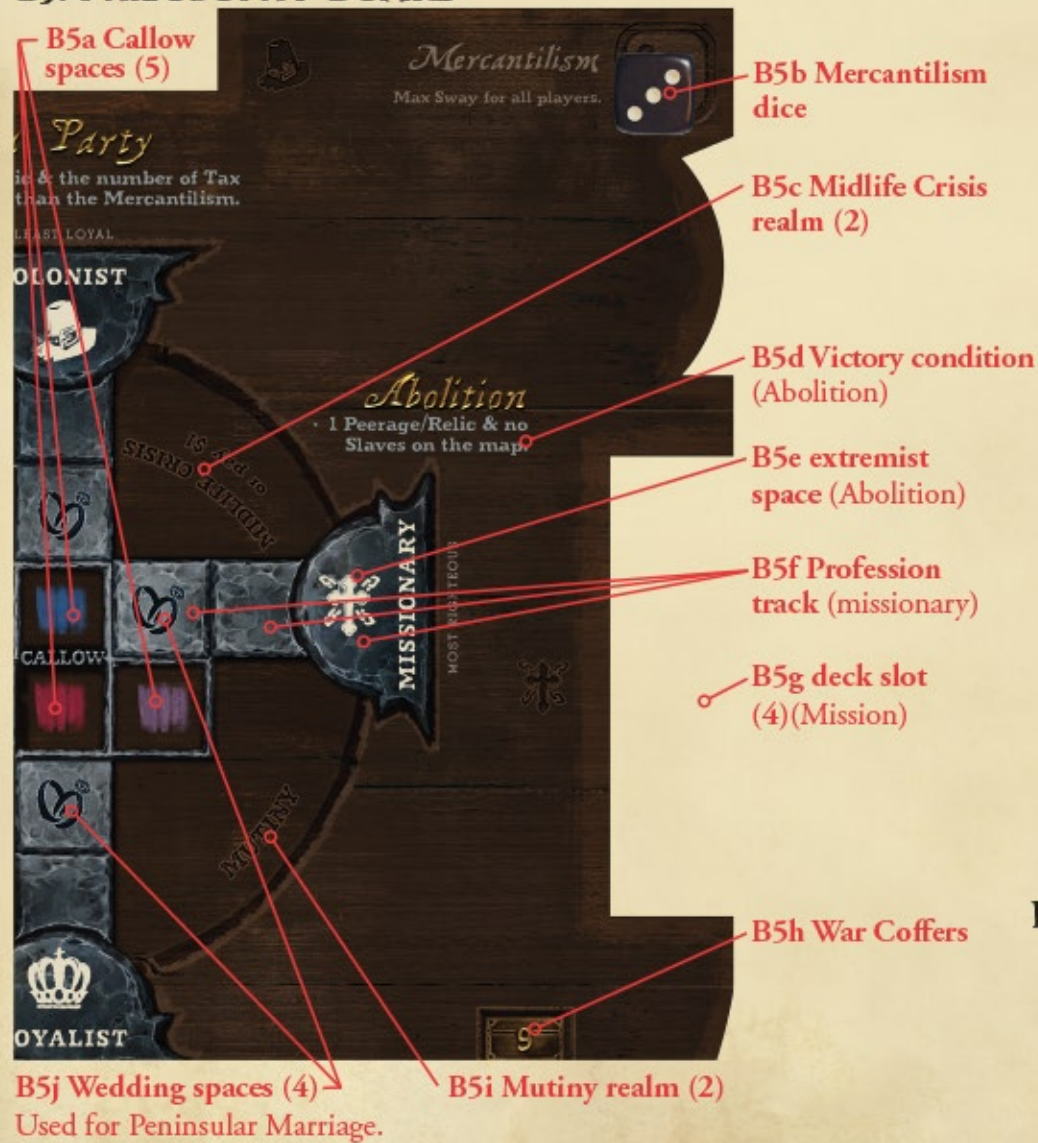 B5a Callow
spaces (5)
Mercantilism
Max Sway for all players.
B5b Mercantilism
dice
Party
& the number of Tax
than the Mercantilism.
LOYAL
B5c Midlife Crisis
realm (2)
OLONIST
MIDLIFE CRISIS
or pay $1
Abolition
· 1 Peerage/Relic & no
Slaves on the map.
B5d Victory condition
(Abolition)
B5e extremist
space (Abolition)
MISSIONARY
MOST RIGHTEOUS
B5f Profession
track (missionary)
CALLOW
B5g deck slot
(4)(Mission)
MUTINY
OYALIST
9
B5h War Coffers
B5j Wedding spaces (4)
Used for Peninsular Marriage.
B5i Mutiny realm (2)